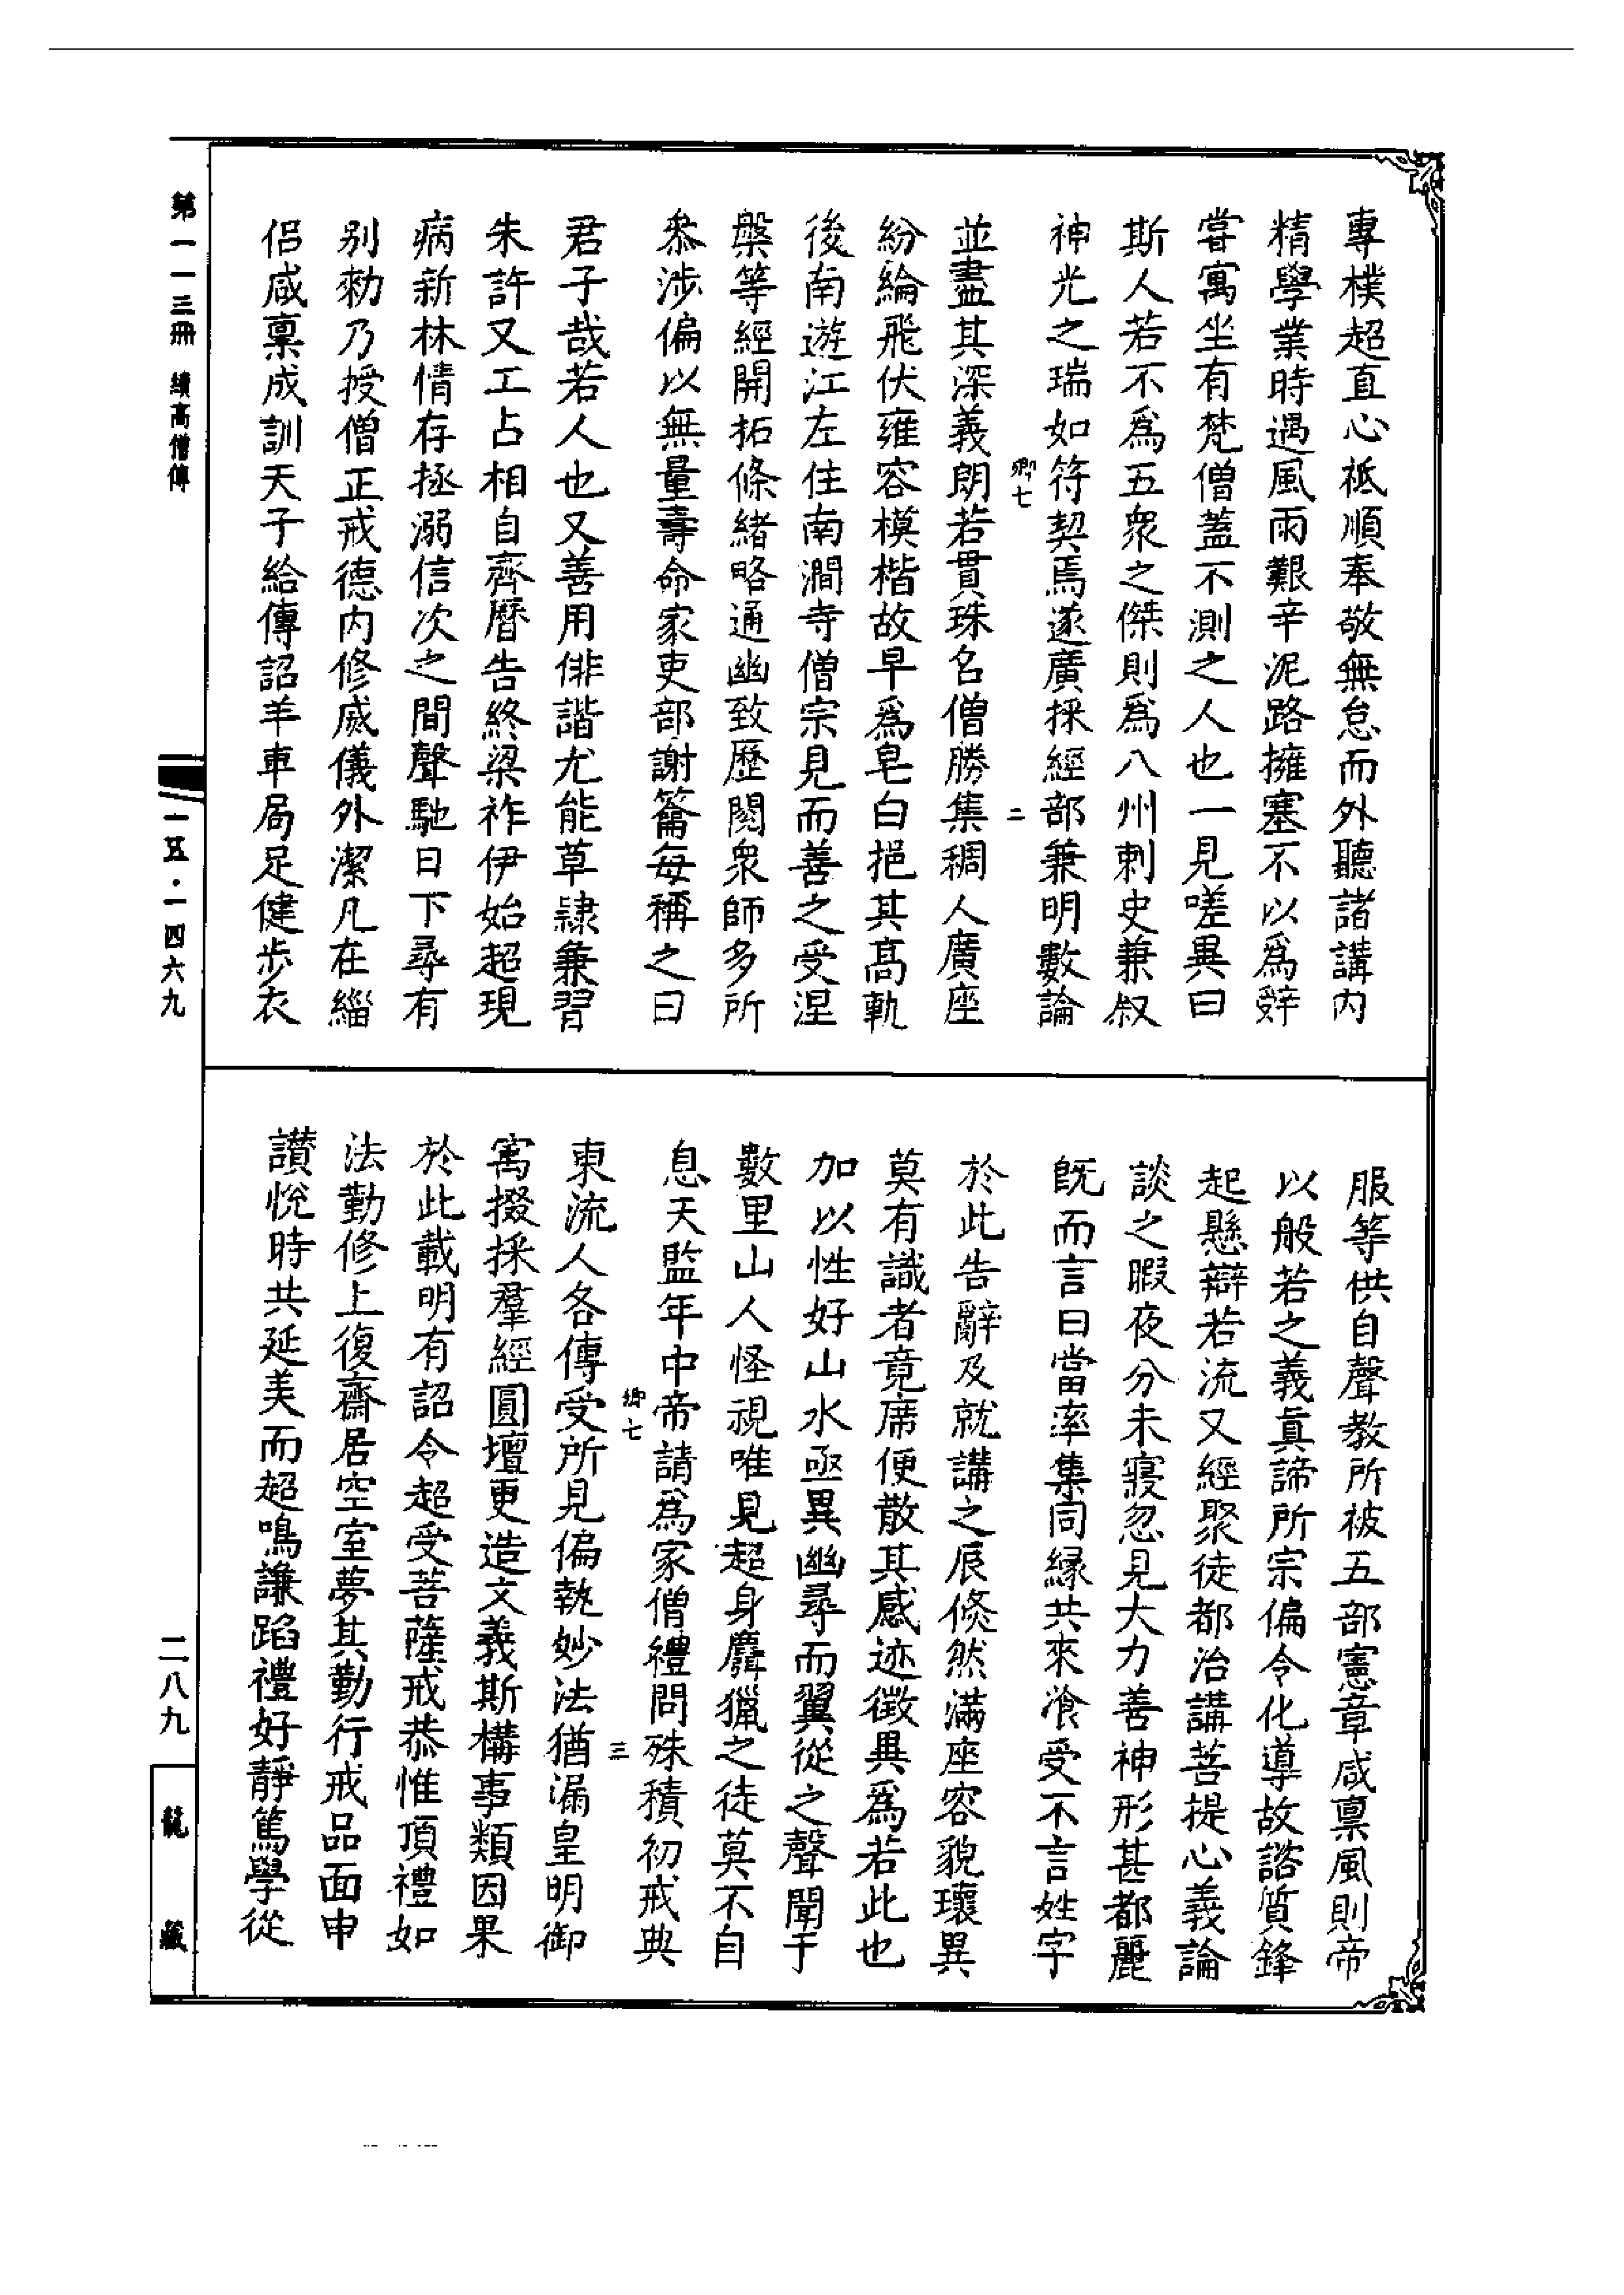 專樸超直心祇順奉敬無怠而外聽諸講內
精學業時遇風雨艱辛泥路擁塞不以爲辤
甞寓坐有梵僧蓋不測之人也一見嗟異曰
斯人若不爲五衆之傑則爲八州刺史兼叙
神光之瑞如符契焉遂廣採經部兼明數論
卿七
二
並盡其深義朗若貫珠名僧勝集稠人廣座
紛綸飛伏雍容模楷故早爲皂白挹其高軌
後南遊江左住南澗寺僧宗見而善之受涅
槃等經開拓條緒略通幽致歷閱衆師多所
叅涉偏以無量壽命家吏部謝籥每稱之曰
君子哉若人也又善用俳諧尤能草隷兼習
朱許又工占相自齊曆告終梁祚伊始超現
病新林情存拯溺信次之間聲馳日下尋有
别勑乃授僧正戒德内修威儀外潔凡在緇
侣咸稟成訓天子給傳詔羊車局足健步衣
服等供自聲教所被五部憲章咸稟風則帝
以般若之義真諦所宗偏令化導故諮質鋒
起懸辯若流又經聚徒都治講菩提心義論
談之暇夜分未寢忽見大力善神形甚都麗
旣而言曰當率集同緣共來飡受不言姓字
於此告辭及就講之辰倏然滿座容貌瓌異
莫有識者竟席便散其感迹徵異爲若此也
加以性好山水亟異幽尋而翼從之聲聞于
數里山人怪視唯見超身麏獵之徒莫不自
息天監年中帝請爲家僧禮問殊積初戒典
卿七
三
東流人各傳受所見偏執妙法猶漏皇明御
寓掇採羣經圓壇更造文義斯構事類因果
於此載明有詔令超受菩薩戒恭惟頂禮如
法勤修上復齋居空室夢其勤行戒品面申
讚悅時共延美而超鳴謙蹈禮好靜篤學從
第一一三冊　續高僧傳
一五・一四六九
二八九
龍藏